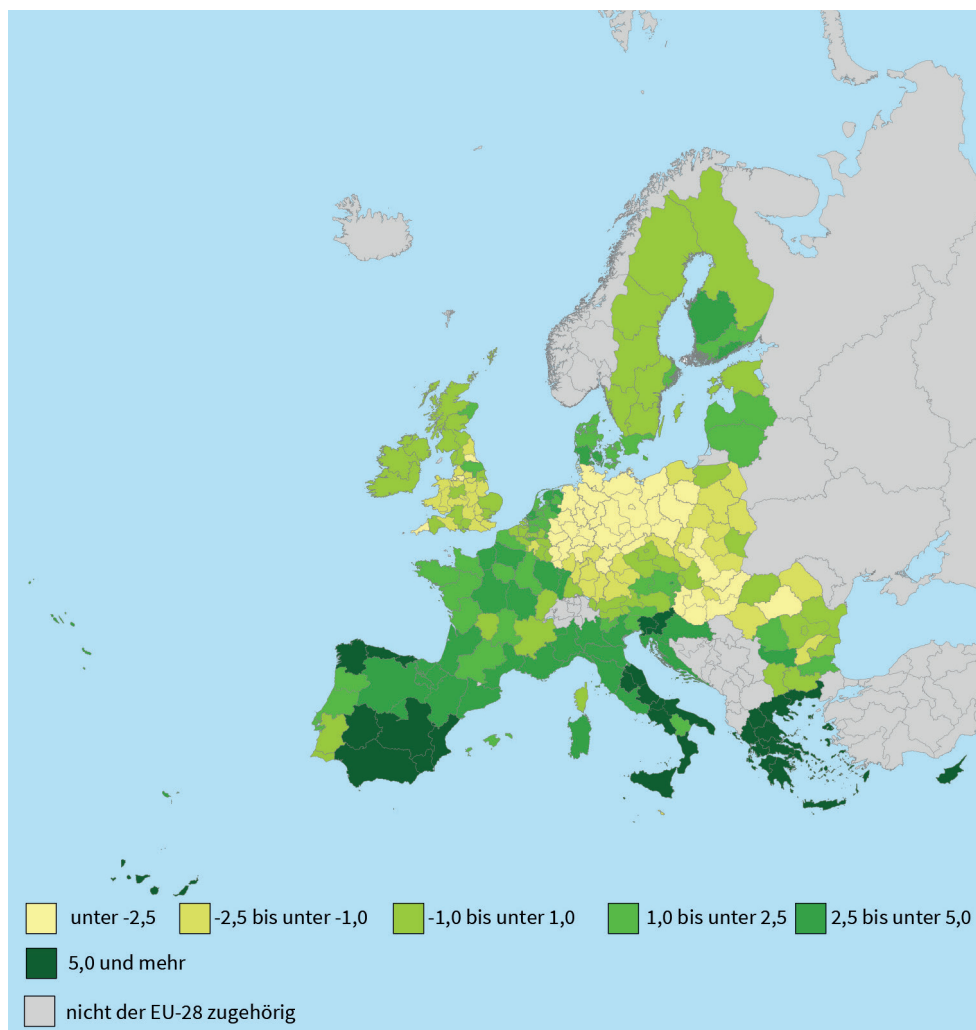 unter -2,5 -2,5 bis unter -1,0 -1,0 bis unter 1,0 1,0 bis unter 2,5 2,5 bis unter 5,0
5,0 und mehr
nicht der EU-28 zugehörig